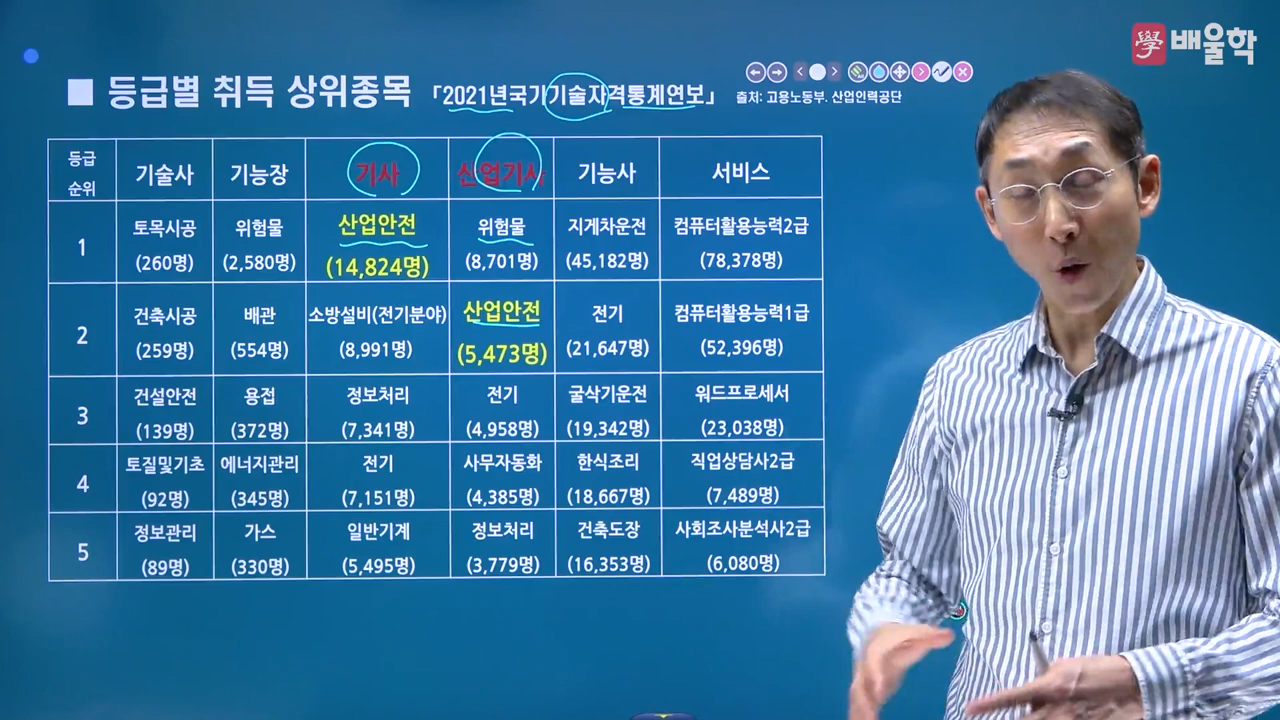 學 배울학
■ 등급별 취득 상위종목 「2021년국가기술자격통계연보」 출처: 고용노동부. 산업인력공단
등급
순위
기술사 기능장 기사 산업기사 기능사 서비스
1
토목시공 위험물 산업안전 위험물 지게차운전 컴퓨터활용능력2급
(260명) (2,580명) (14,824명) (8,701명) (45,182명) (78,378명)
2
건축시공 배관 소방설비(전기분야) 산업안전 전기 컴퓨터활용능력1급
(259명) (554명) (8,991명) (5,473명) (21,647명) (52,396명)
3
건설안전 용접 정보처리 전기 굴삭기운전 워드프로세서
(139명) (372명) (7,341명) (4,958명) (19,342명) (23,038명)
4
토질및기초 에너지관리 전기 사무자동화 한식조리 직업상담사2급
(92명) (345명) (7,151명) (4,385명) (18,667명) (7,489명)
5
정보관리 가스 일반기계 정보처리 건축도장 사회조사분석사2급
(89명) (330명) (5,495명) (3,779명) (16,353명) (6,080명)